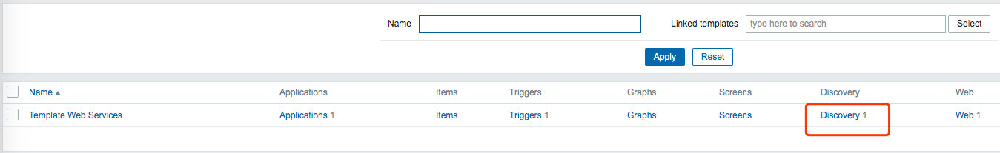 Name Linked templates type here to search Select
Apply Reset
Name Applications Items Triggers Graphs Screens Discovery Web
Template Web Services Applications 1 Items Triggers 1 Graphs Screens Discovery 1 Web 1